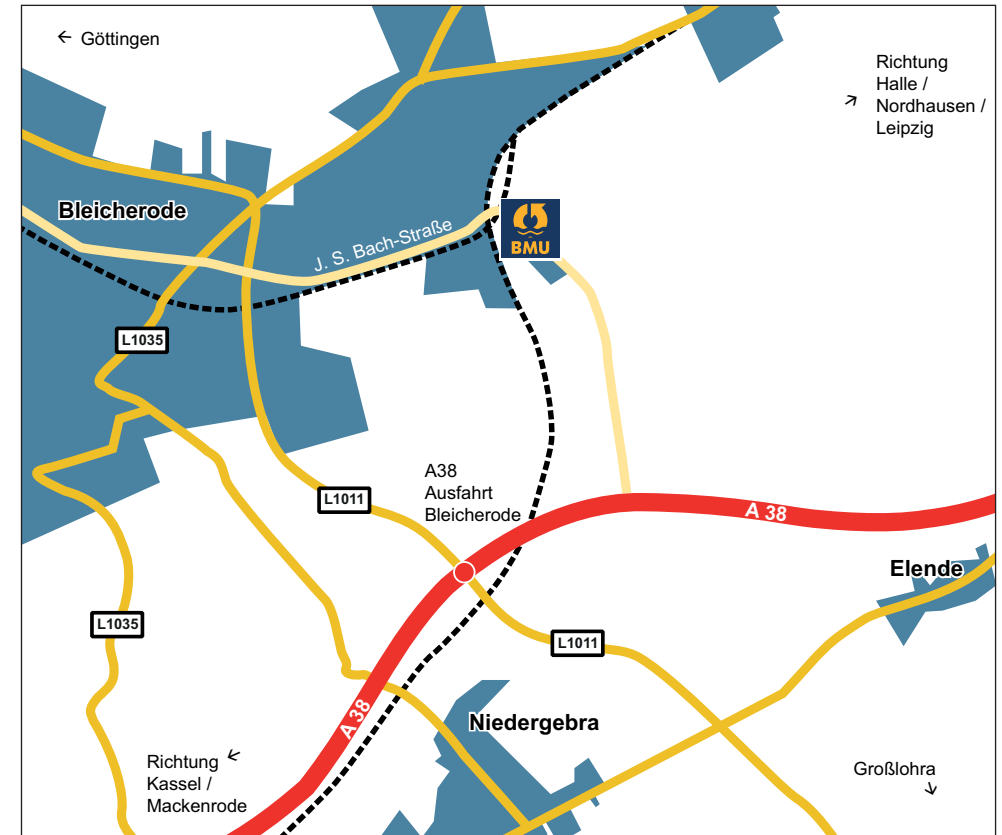 ← Göttingen
Richtung
Halle /
Nordhausen /
Leipzig
Bleicherode
J. S. Bach-Straße
BMU
L1035
A38
Ausfahrt
Bleicherode
L1011
A 38
Elende
L1035
L1011
A 38
Niedergebra
Richtung
Kassel /
Mackenrode
Großlohra